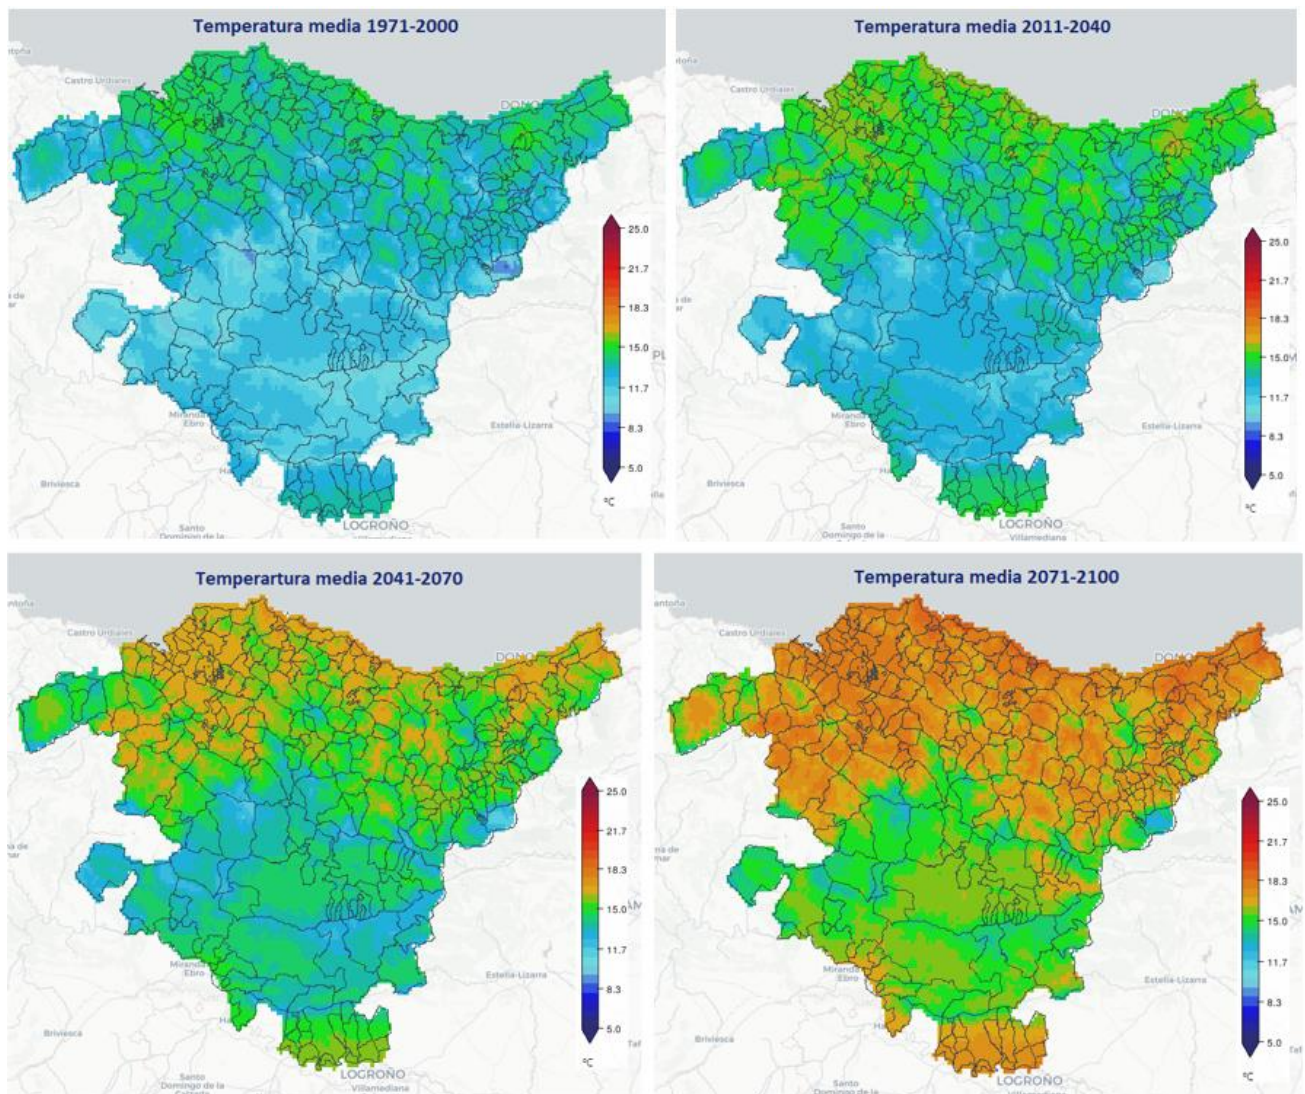 Temperatura media 1971-2000
Castro Urdiales
DONO
25.0
21.7
18.3
15.0
11.7
8.3
5.0
ºC
Miranda
Ebro
Estella-Lizarra
Briviesca
Santo
Domingo de la
LOGROÑO
Villamediana
Temperatura media 2011-2040
Castro Urdiales
DONO
25.0
21.7
18.3
15.0
11.7
8.3
5.0
ºC
Miranda
Ebro
Estella-Lizarra
Briviesca
Santo
Domingo de la
LOGROÑO
Villamediana
Temperartura media 2041-2070
Castro Urdiales
DONO
25.0
21.7
18.3
15.0
11.7
8.3
5.0
ºC
Miranda
Ebro
Estella-Lizarra
Briviesca
Santo
Domingo de la
LOGROÑO
Villamediana
Temperatura media 2071-2100
Castro Urdiales
DONO
25.0
21.7
18.3
15.0
11.7
8.3
5.0
ºC
Miranda
Ebro
Estella-Lizarra
Briviesca
Santo
Domingo de la
LOGROÑO
Villamediana